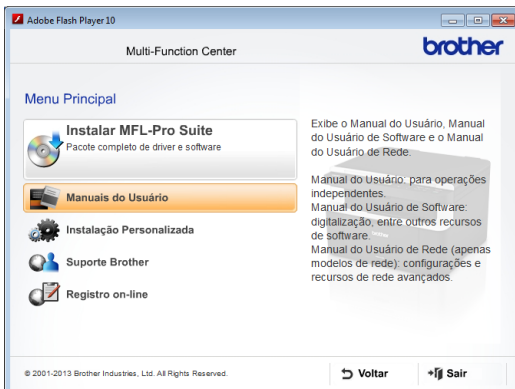 Adobe Flash Player 10
Multi-Function Center
brother
Menu Principal
Instalar MFL-Pro Suite
Pacote completo de driver e software
Manuais do Usuário
Instalação Personalizada
Suporte Brother
Registro on-line
Exibe o Manual do Usuário, Manual
do Usuário de Software e o Manual
do Usuário de Rede.
Manual do Usuário: para operações
independentes.
Manual do Usuário de Software:
digitalização, entre outros recursos
de software.
Manual do Usuário de Rede (apenas
modelos de rede): configurações e
recursos de rede avançados.
© 2001-2013 Brother Industries, Ltd. All Rights Reserved.
Voltar
Sair